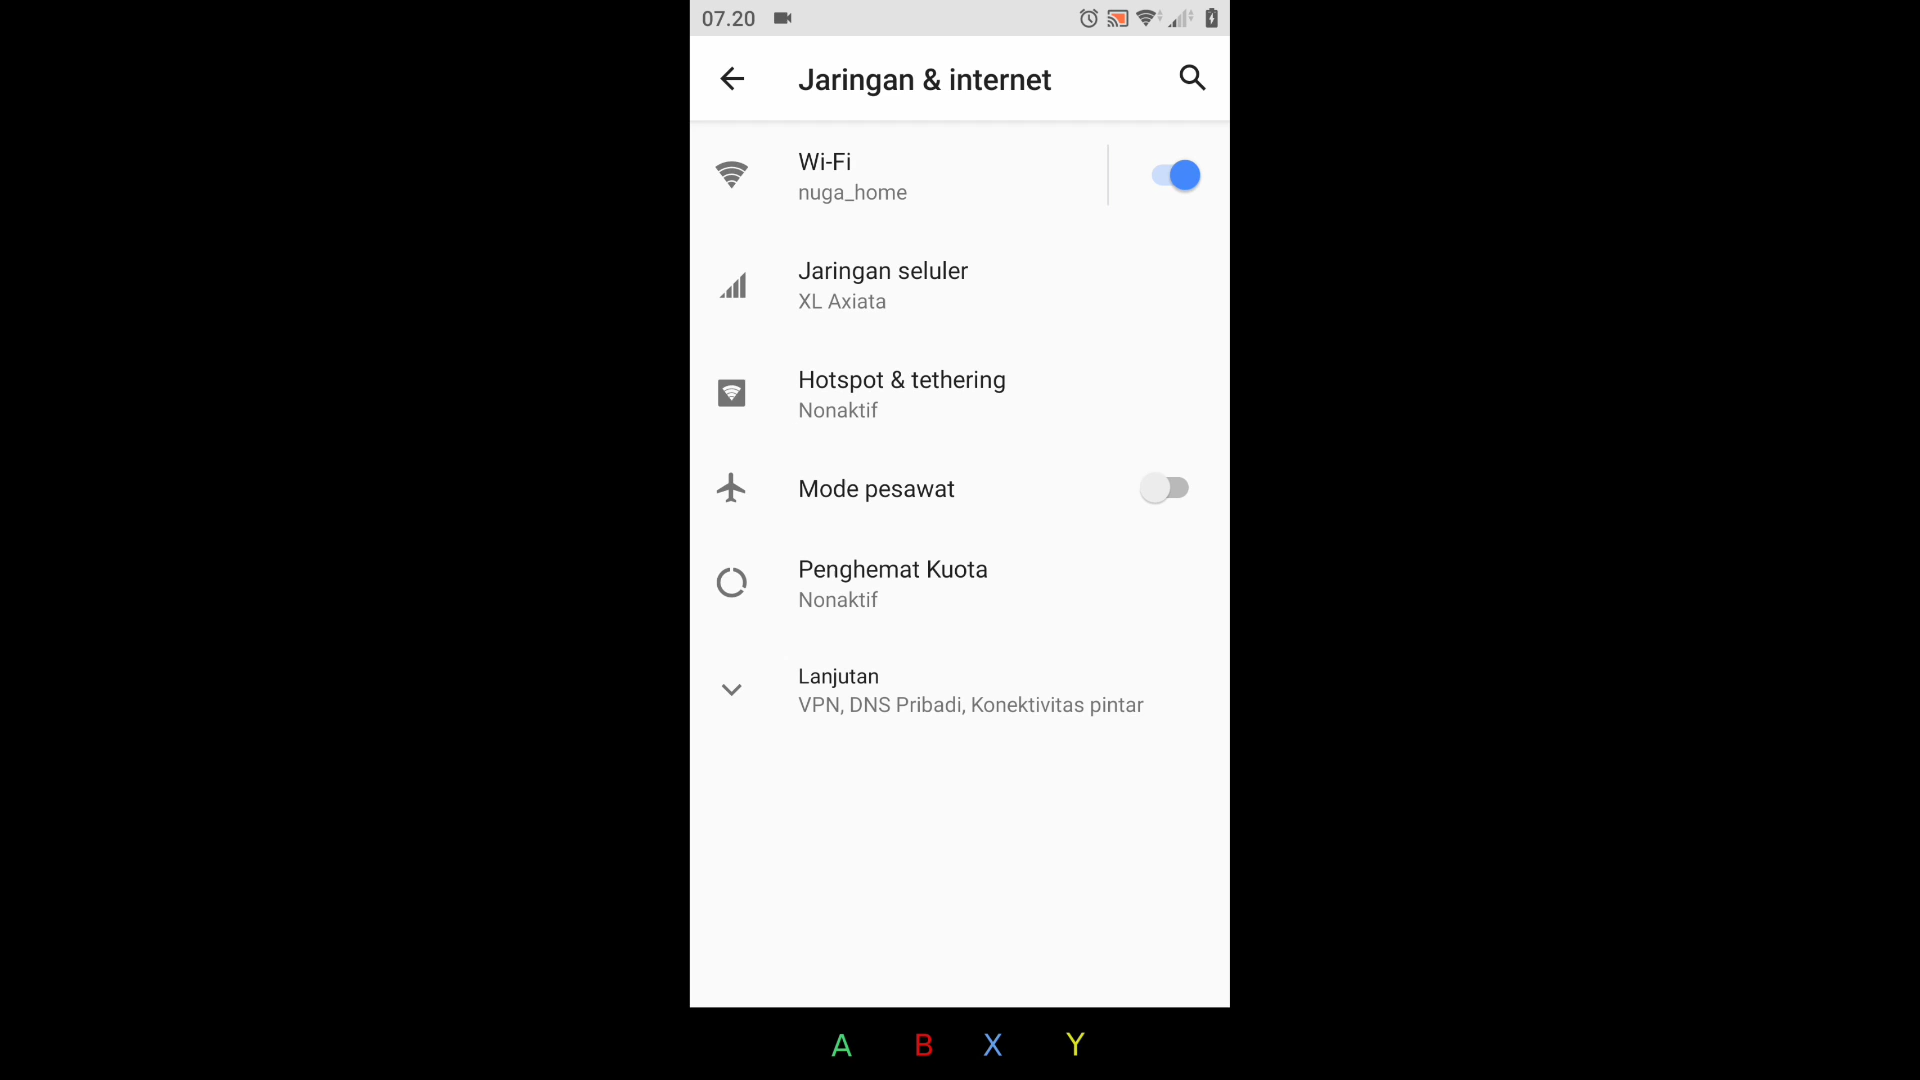 07.20
Jaringan & internet
Wi-Fi
nuga_home
Jaringan seluler
XL Axiata
Hotspot & tethering
Nonaktif
Mode pesawat
Penghemat Kuota
Nonaktif
Lanjutan
VPN, DNS Pribadi, Konektivitas pintar
A B X Y